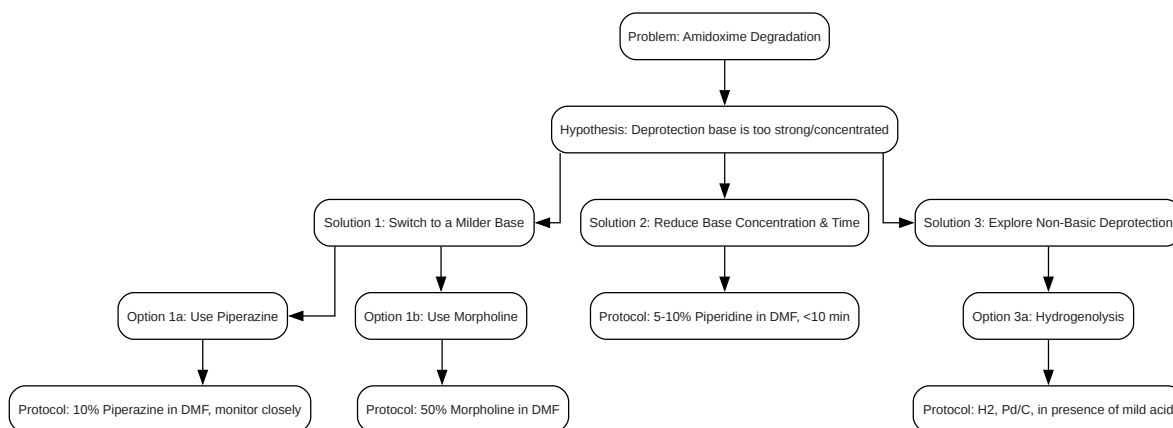 Problem: Amidoxime Degradation
Hypothesis: Deprotection base is too strong/concentrated
Solution 1: Switch to a Milder Base
Solution 2: Reduce Base Concentration & Time
Solution 3: Explore Non-Basic Deprotection
Option 1a: Use Piperazine
Option 1b: Use Morpholine
Protocol: 5-10% Piperidine in DMF, <10 min
Option 3a: Hydrogenolysis
Protocol: 10% Piperazine in DMF, monitor closely
Protocol: 50% Morpholine in DMF
Protocol: H2, Pd/C, in presence of mild acid